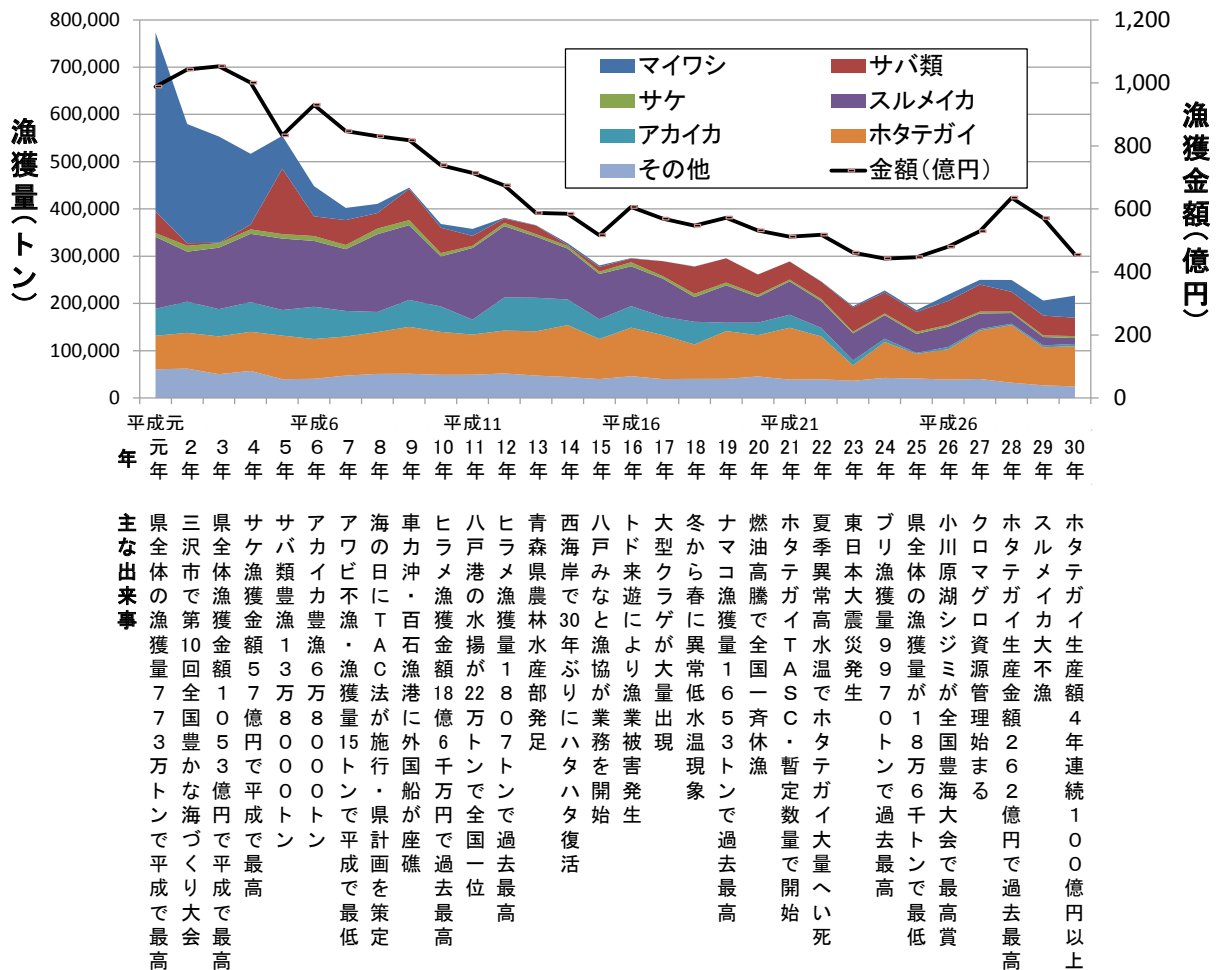 800,000
700,000
600,000
500,000
400,000
300,000
200,000
100,000
0
漁獲量（トン）
1,200
1,000
800
600
400
200
0
漁獲金額（億円）
マイワシ
サバ類
サケ
スルメイカ
アカイカ
ホタテガイ
その他
金額（億円）
平成元
平成6
平成11
平成16
平成21
平成26
年
元年
2年
3年
4年
5年
6年
7年
8年
9年
10年
11年
12年
13年
14年
15年
16年
17年
18年
19年
20年
21年
22年
23年
24年
25年
26年
27年
28年
29年
30年
主な出来事
県全体の漁獲量７７３万トンで平成で最高
三沢市で第10回全国豊かな海づくり大会
県全体漁獲金額１０５３億円で平成で最高
サケ漁獲金額５７億円で平成で最高
サバ類豊漁１３万８０００トン
アカイカ豊漁６万８０００トン
アワビ不漁・漁獲量15トンで平成で最低
海の日にＴＡＣ法が施行・県計画を策定
車力沖・百石漁港に外国船が座礁
ヒラメ漁獲金額18億６千万円で過去最高
八戸港の水揚が22万トンで全国一位
ヒラメ漁獲量１８０７トンで過去最高
青森県農林水産部発足
西海岸で30年ぶりにハタハタ復活
八戸みなと漁協が業務を開始
トド来遊により漁業被害発生
大型クラゲが大量出現
冬から春に異常低水温現象
ナマコ漁獲量１６５３トンで過去最高
燃油高騰で全国一斉休漁
ホタテガイＴＡＳＣ・暫定数量で開始
夏季異常高水温でホタテガイ大量へい死
東日本大震災発生
ブリ漁獲量９９７０トンで過去最高
県全体の漁獲量が１８万６千トンで最低
小川原湖シジミが全国豊海大会で最高賞
クロマグロ資源管理始まる
ホタテガイ生産金額２６２億円で過去最高
スルメイカ大不漁
ホタテガイ生産額４年連続１００億円以上